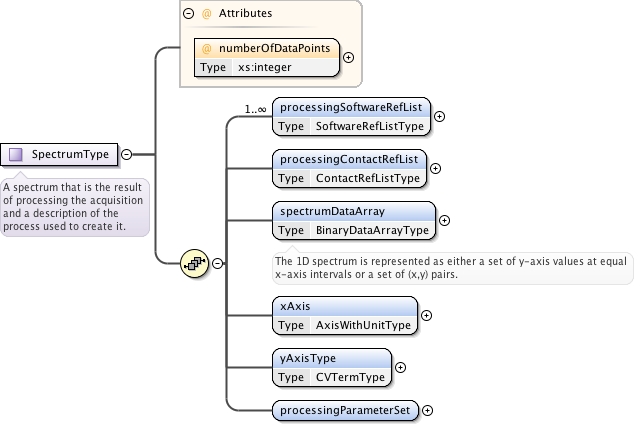 @ Attributes
@ numberOfDataPoints
Type xs:integer
1..∞
processingSoftwareRefList
Type SoftwareRefListType
SpectrumType
A spectrum that is the result
of processing the acquisition
and a description of the
process used to create it.
processingContactRefList
Type ContactRefListType
spectrumDataArray
Type BinaryDataArrayType
The 1D spectrum is represented as either a set of y-axis values at equal
x-axis intervals or a set of (x,y) pairs.
xAxis
Type AxisWithUnitType
yAxisType
Type CVTermType
processingParameterSet